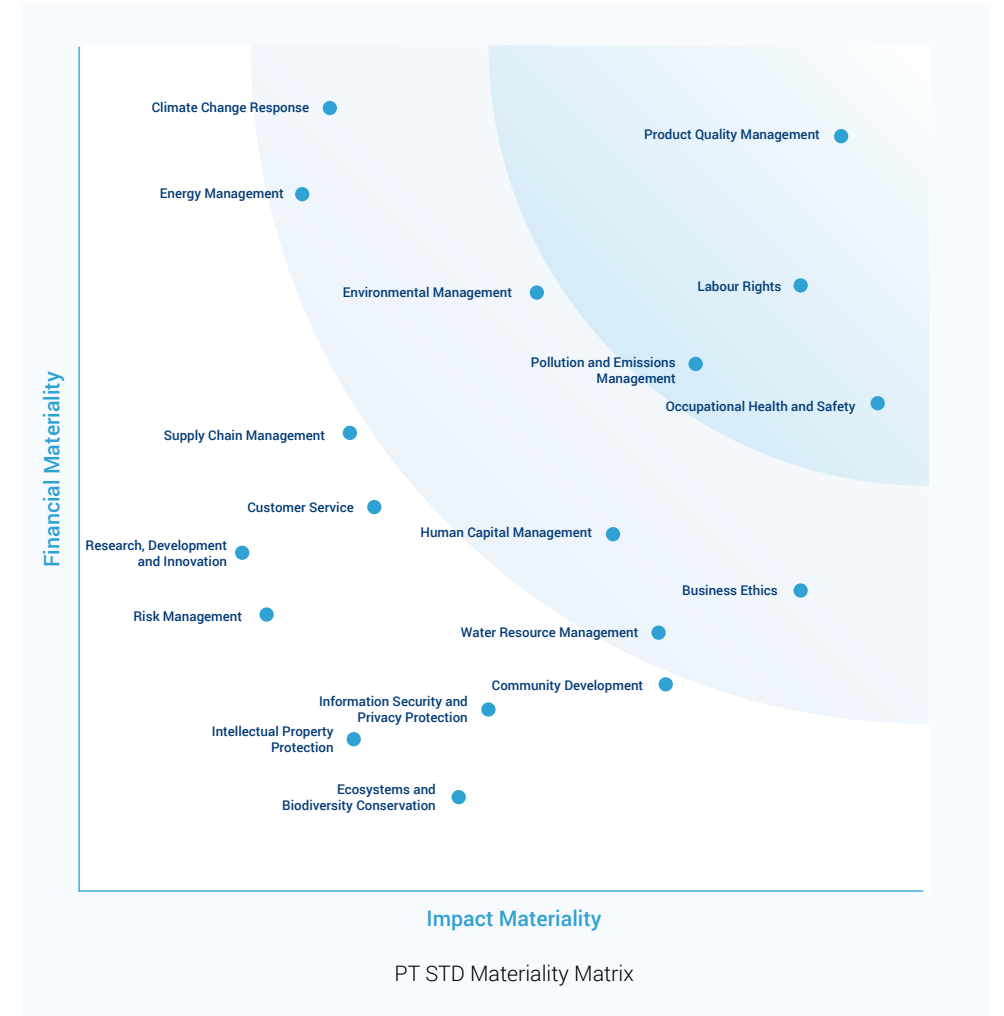 Climate Change Response
Product Quality Management
Energy Management
Labour Rights
Environmental Management
Pollution and Emissions
Management
Occupational Health and Safety
Supply Chain Management
Customer Service
Human Capital Management
Research, Development
and Innovation
Business Ethics
Risk Management
Water Resource Management
Community Development
Information Security and
Privacy Protection
Intellectual Property
Protection
Ecosystems and
Biodiversity Conservation
Financial Materiality
Impact Materiality
PT STD Materiality Matrix